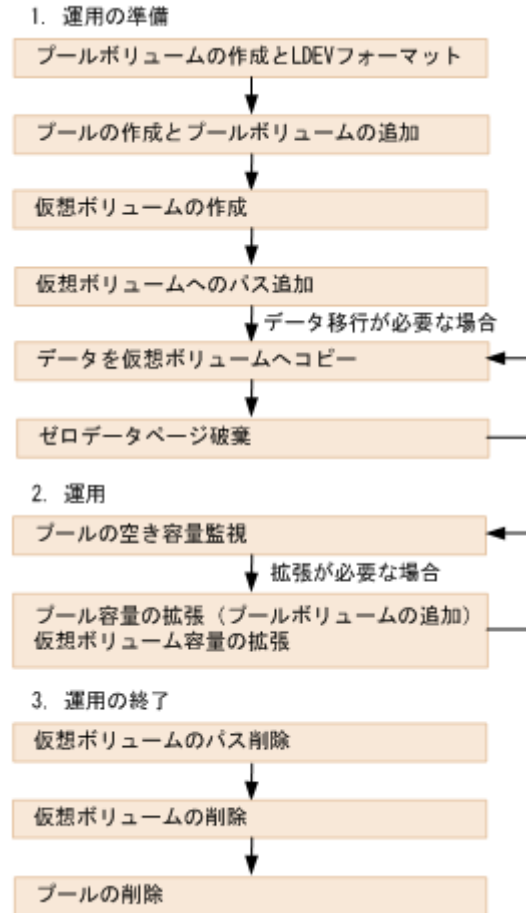 1. 運用の準備
プールボリュームの作成とLDEVフォーマット
プールの作成とプールボリュームの追加
仮想ボリュームの作成
仮想ボリュームへのパス追加
データ移行が必要な場合
データを仮想ボリュームへコピー
ゼロデータページ破棄
2. 運用
プールの空き容量監視
拡張が必要な場合
プール容量の拡張（プールボリュームの追加）
仮想ボリューム容量の拡張
3. 運用の終了
仮想ボリュームのパス削除
仮想ボリュームの削除
プールの削除